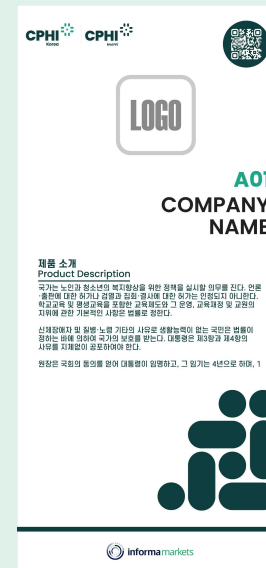 CPHI Korea CPHI
LOGO
A01
COMPANY
NAME
제품 소개
Product Description
국가는 노인과 청소년의 복지향상을 위한 정책을 실시할 의무를 진다. 언론
·출판에 대한 허가나 검열과 집회·결사에 대한 허가는 인정되지 아니한다.
학교교육 및 평생교육을 포함한 교육제도와 그 운영, 교육재정 및 교원의
지위에 관한 기본적인 사항은 법률로 정한다.
신체장애자 및 질병·노령 기타의 사유로 생활능력이 없는 국민은 법률이
정하는 바에 의하여 국가의 보호를 받는다. 대통령은 제3항과 제4항의
사유를 지체없이 공포하여야 한다.
원장은 국회의 동의를 얻어 대통령이 임명하고, 그 임기는 4년으로 하며, 1
informa markets